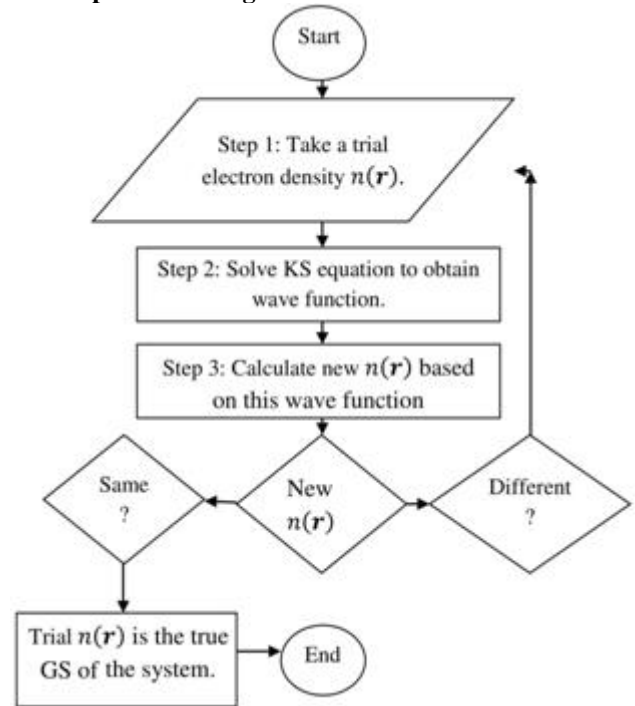 Start
Step 1: Take a trial
electron density n(r).
Step 2: Solve KS equation to obtain
wave function.
Step 3: Calculate new n(r) based
on this wave function
Same
?
New
n(r)
Different
?
Trial n(r) is the true
GS of the system.
End